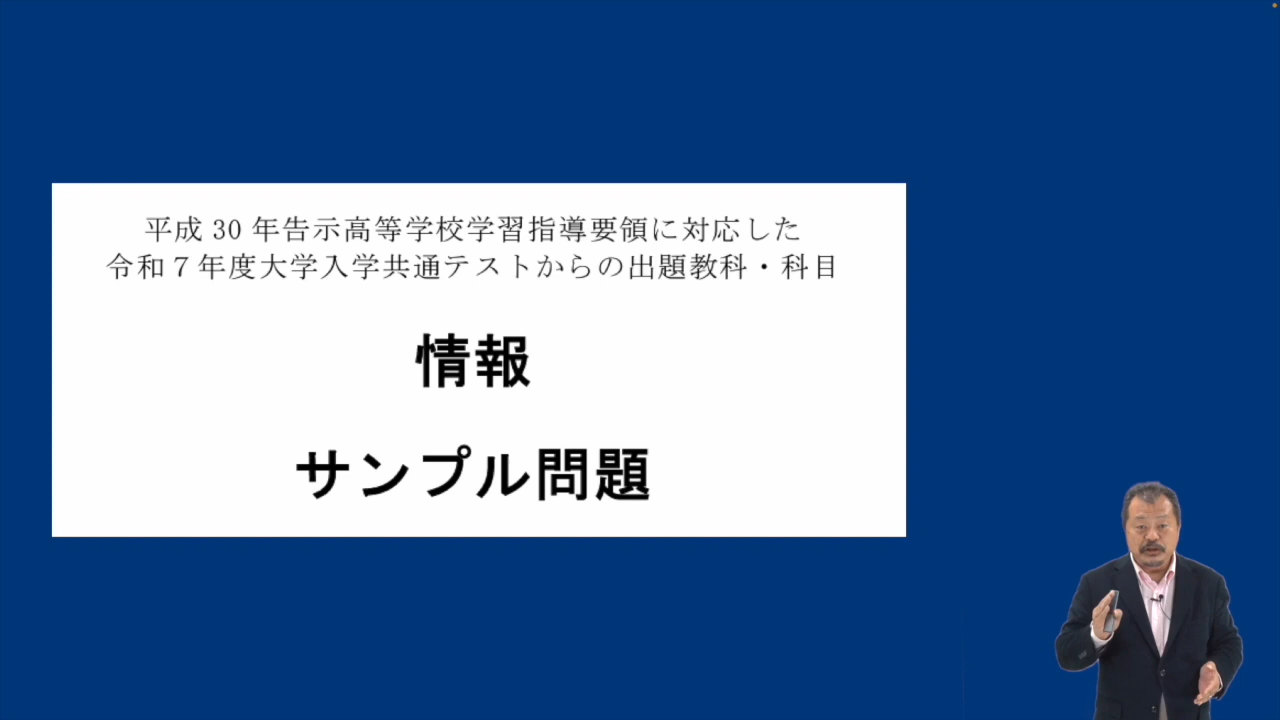 平成 30 年告示高等学校学習指導要領に対応した
令和７年度大学入学共通テストからの出題教科・科目
情報
サンプル問題